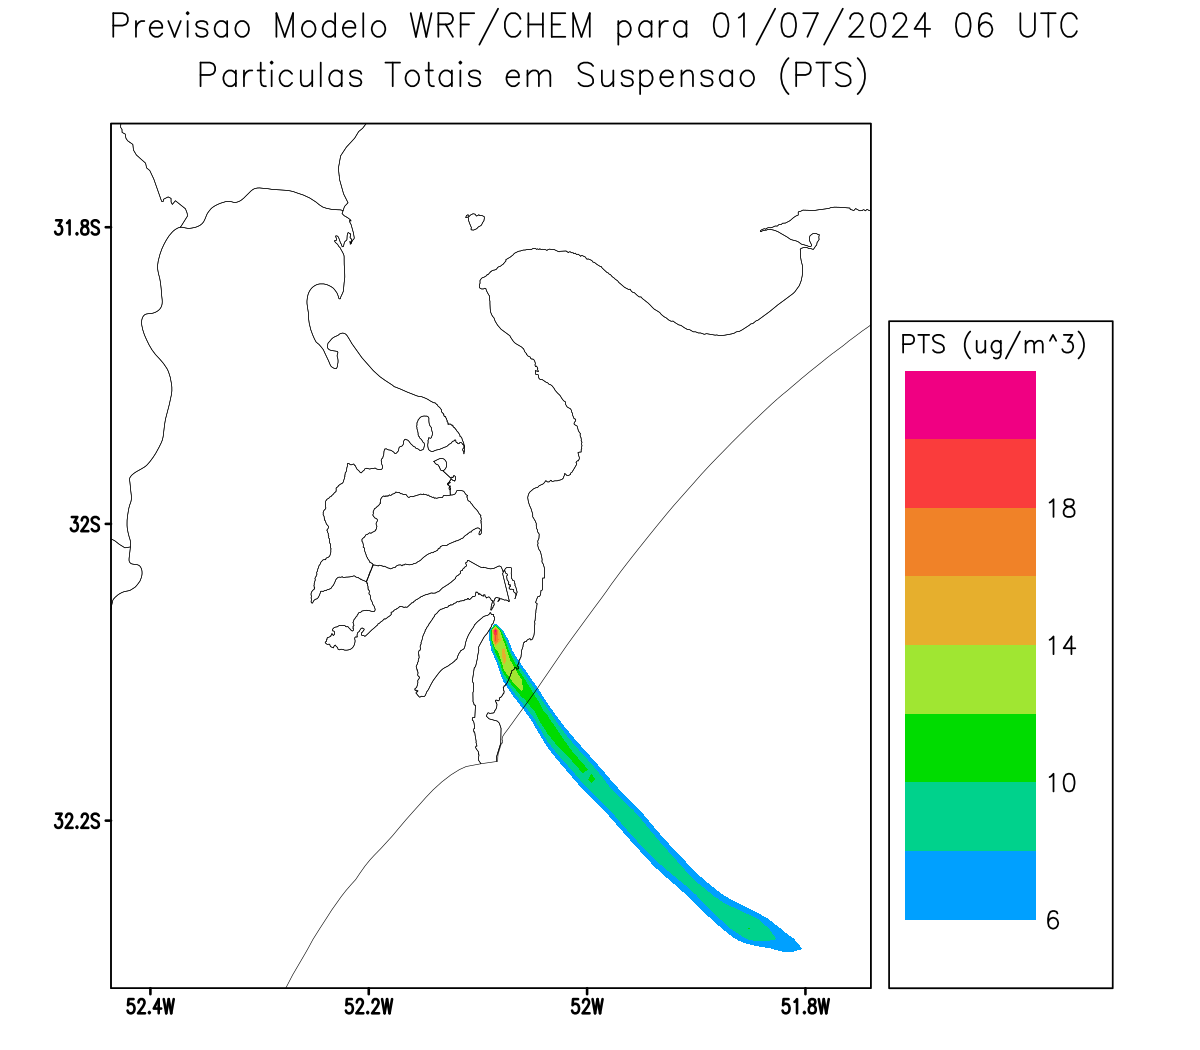 Previsao Modelo WRF/CHEM para 01/07/2024 06 UTC
Particulas Totais em Suspensao (PTS)
31.8S
32S
32.2S
52.4W
52.2W
52W
51.8W
PTS (ug/m^3)
18
14
10
6